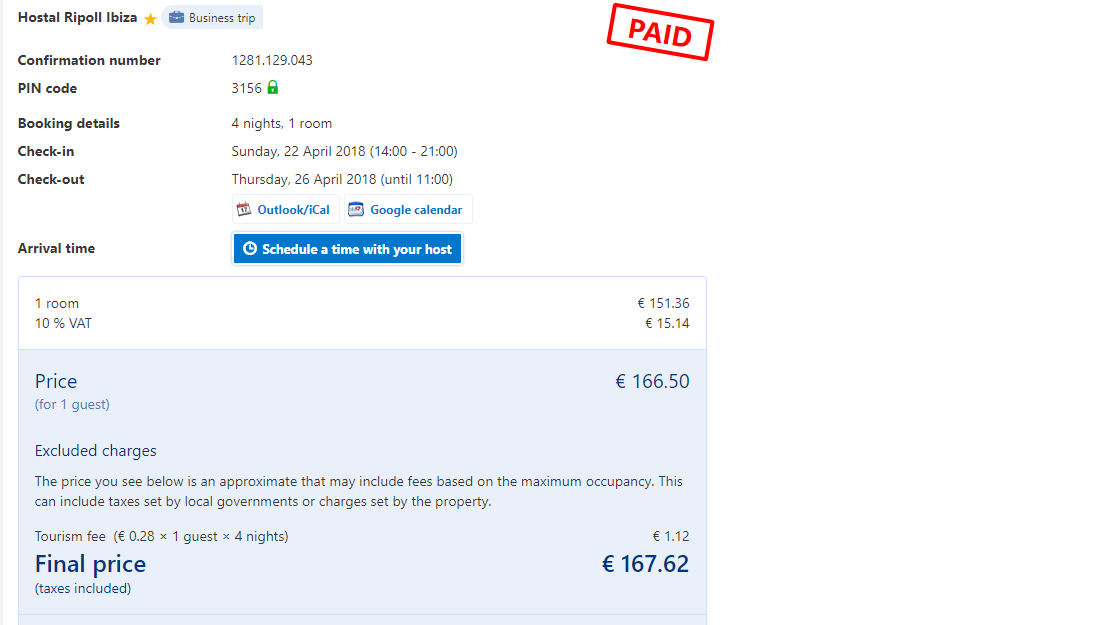 Hostal Ripoll Ibiza Business trip
PAID
Confirmation number 1281.129.043
PIN code 3156
Booking details 4 nights, 1 room
Check-in Sunday, 22 April 2018 (14:00 - 21:00)
Check-out Thursday, 26 April 2018 (until 11:00)
Outlook/iCal Google calendar
Arrival time Schedule a time with your host
1 room € 151.36
10 % VAT € 15.14
Price € 166.50
(for 1 guest)
Excluded charges
The price you see below is an approximate that may include fees based on the maximum occupancy. This
can include taxes set by local governments or charges set by the property.
Tourism fee (€ 0.28 × 1 guest × 4 nights) € 1.12
Final price € 167.62
(taxes included)